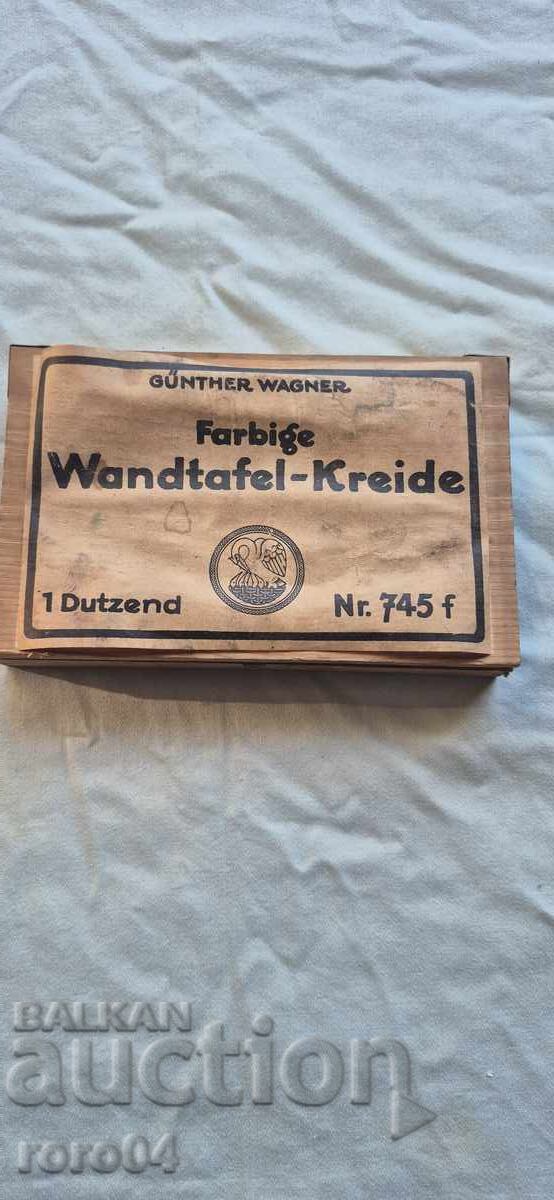 GÜNTHER WAGNER
Farbige
Wandtafel-Kreide
1 Dutzend Nr. 745 f
BALKAN
auction
roro04